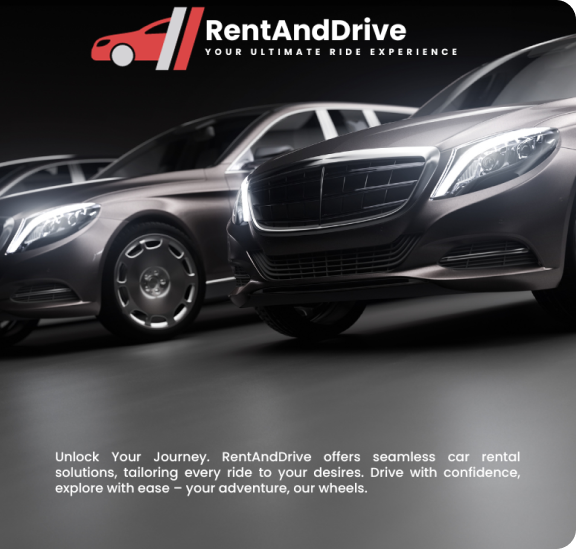 RentAndDrive
YOUR ULTIMATE RIDE EXPERIENCE
Unlock Your Journey. RentAndDrive offers seamless car rental
solutions, tailoring every ride to your desires. Drive with confidence,
explore with ease – your adventure, our wheels.